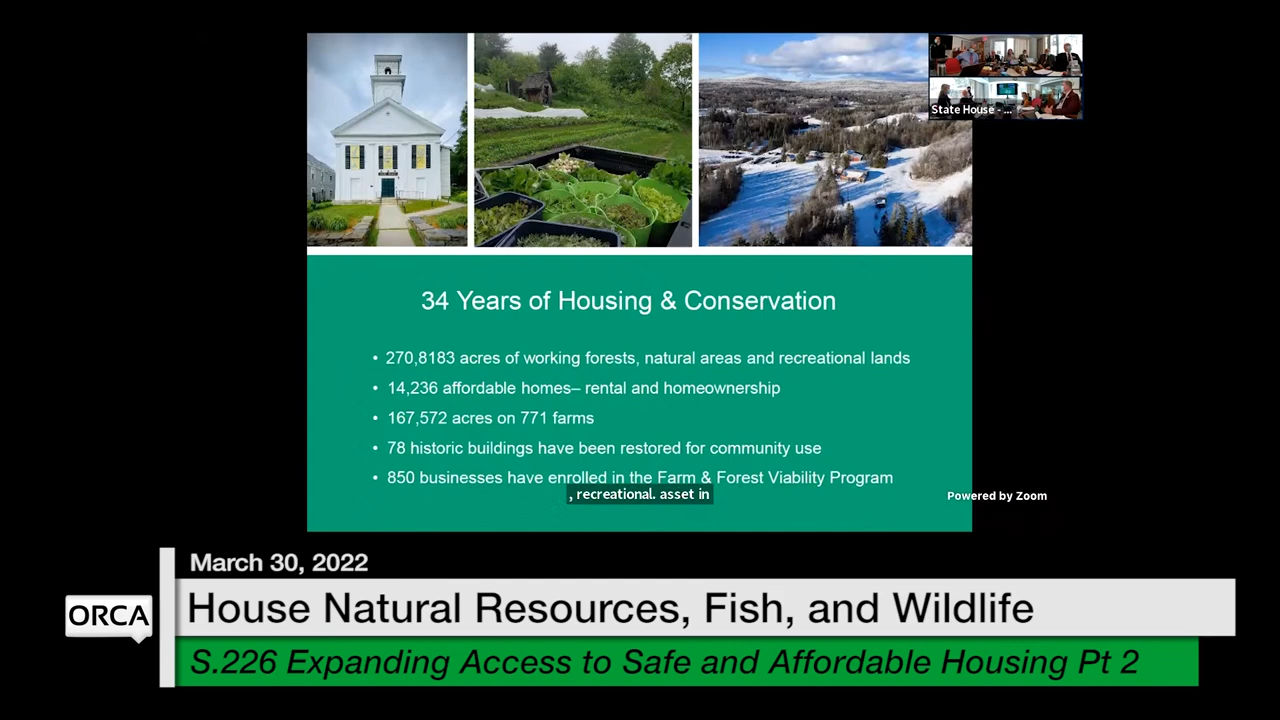 State House - ...
34 Years of Housing & Conservation
• 270,8183 acres of working forests, natural areas and recreational lands
• 14,236 affordable homes– rental and homeownership
• 167,572 acres on 771 farms
• 78 historic buildings have been restored for community use
• 850 businesses have enrolled in the Farm & Forest Viability Program
, recreational. asset in
Powered by Zoom
March 30, 2022
ORCA
House Natural Resources, Fish, and Wildlife
S.226 Expanding Access to Safe and Affordable Housing Pt 2